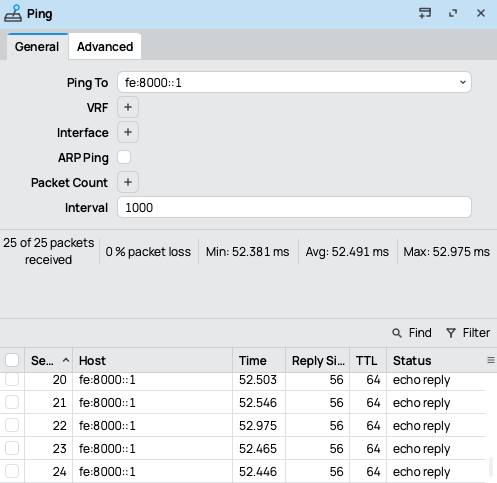 Ping
General Advanced
Ping To fe:8000::1
VRF +
Interface +
ARP Ping
Packet Count +
Interval 1000
25 of 25 packets received 0 % packet loss Min: 52.381 ms Avg: 52.491 ms Max: 52.975 ms
Find Filter
Se... Host Time Reply Si... TTL Status
20 fe:8000::1 52.503 56 64 echo reply
21 fe:8000::1 52.546 56 64 echo reply
22 fe:8000::1 52.975 56 64 echo reply
23 fe:8000::1 52.465 56 64 echo reply
24 fe:8000::1 52.446 56 64 echo reply